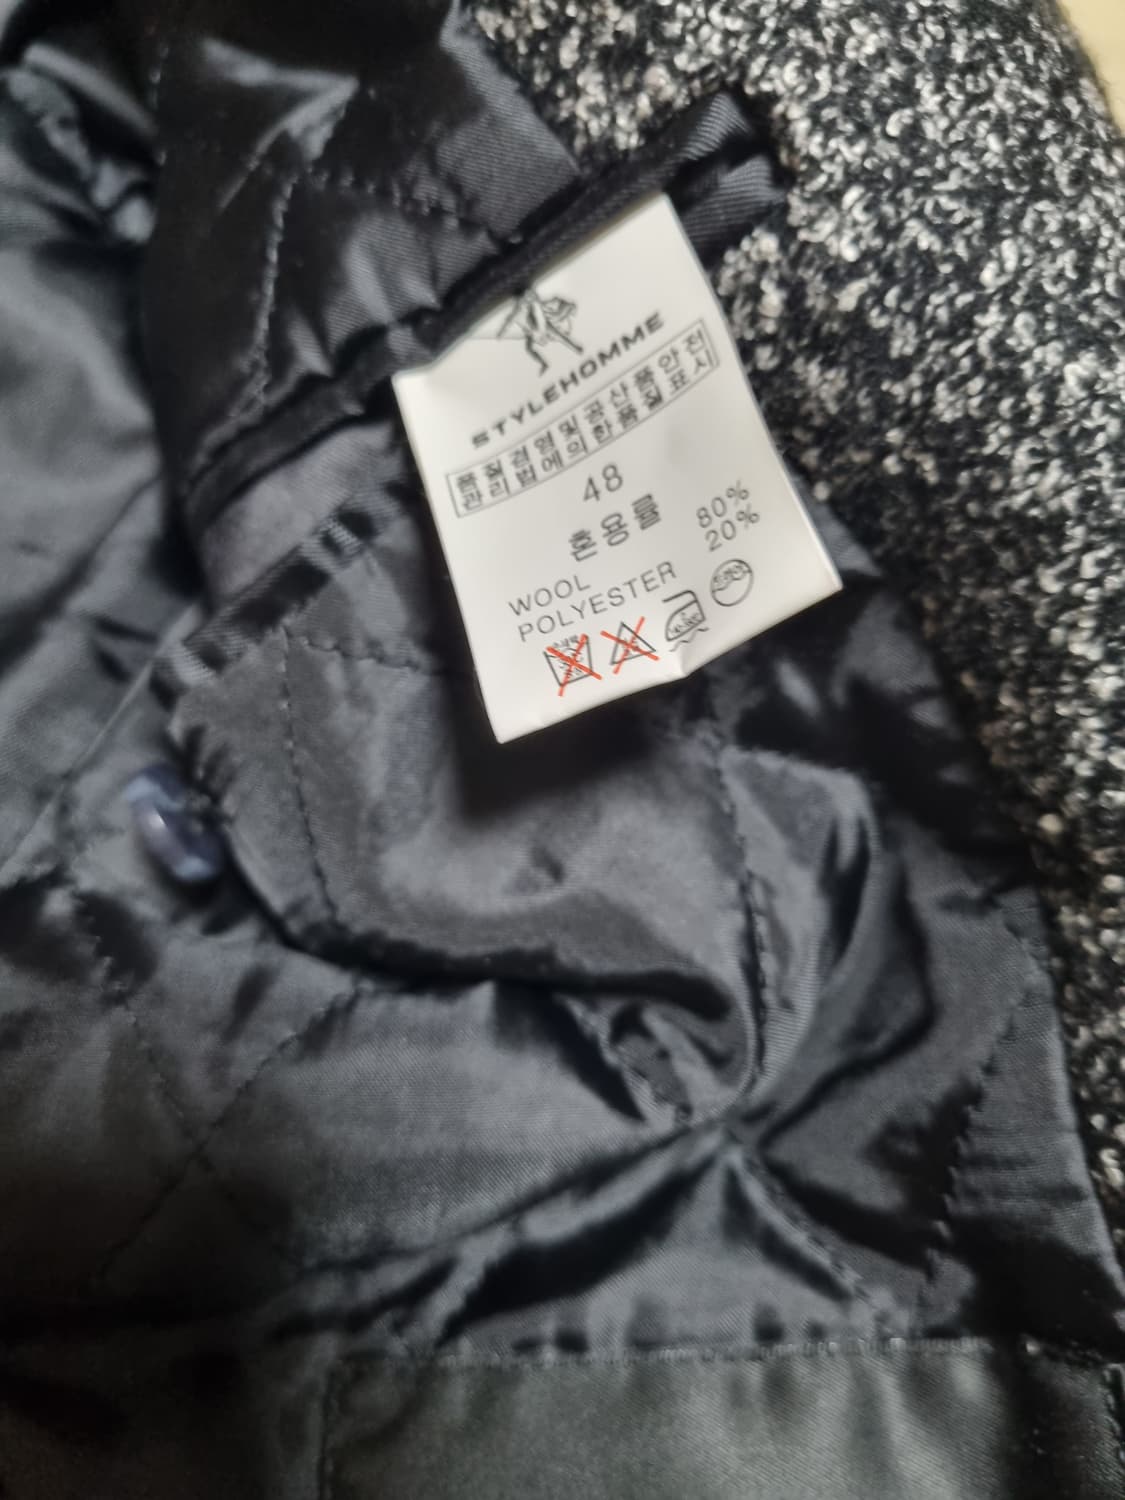 STYLEHOMME
품질경영및공산품안전
관리법에의한품질표시
48
혼용률
WOOL 80%
POLYESTER 20%